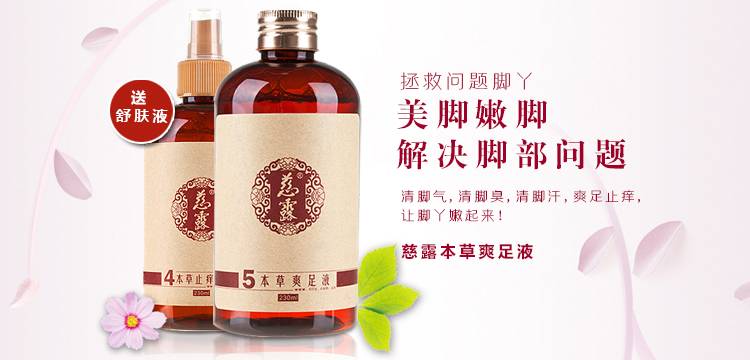 送
舒肤液
慈露®
4本草止痒
230ml
慈露®
5本草爽足液
230ml
拯救问题脚丫
美脚嫩脚
解决脚部问题
清脚气,清脚臭,清脚汗,爽足止痒,
让脚丫嫩起来!
慈露本草爽足液